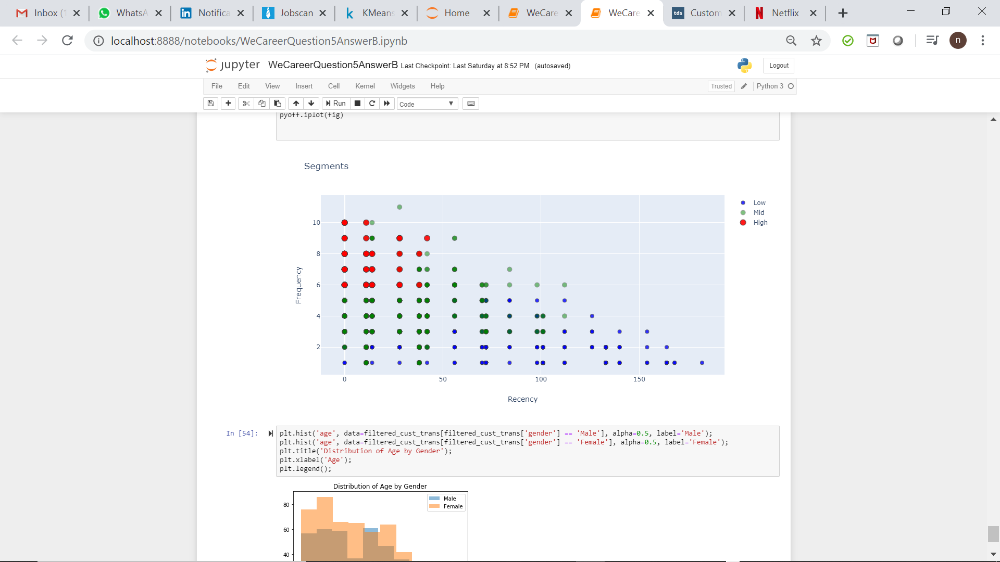 Inbox (1
WhatsA
Notifica
Jobscan
KMeans
Home
WeCare
WeCare
tds Custom
Netflix
localhost:8888/notebooks/WeCareerQuestion5AnswerB.ipynb
n
jupyter WeCareerQuestion5AnswerB Last Checkpoint: Last Saturday at 8:52 PM (autosaved)
Logout
File Edit View Insert Cell Kernel Widgets Help
Trusted Python 3
Run Code
pyoff.iplot(fig)
Segments
Low
Mid
High
10
8
6
4
2
Frequency
0 50 100 150
Recency
In [54]:
plt.hist('age', data=filtered_cust_trans[filtered_cust_trans['gender'] == 'Male'], alpha=0.5, label='Male');
plt.hist('age', data=filtered_cust_trans[filtered_cust_trans['gender'] == 'Female'], alpha=0.5, label='Female');
plt.title('Distribution of Age by Gender');
plt.xlabel('Age');
plt.legend();
Distribution of Age by Gender
Male
Female
80
60
40